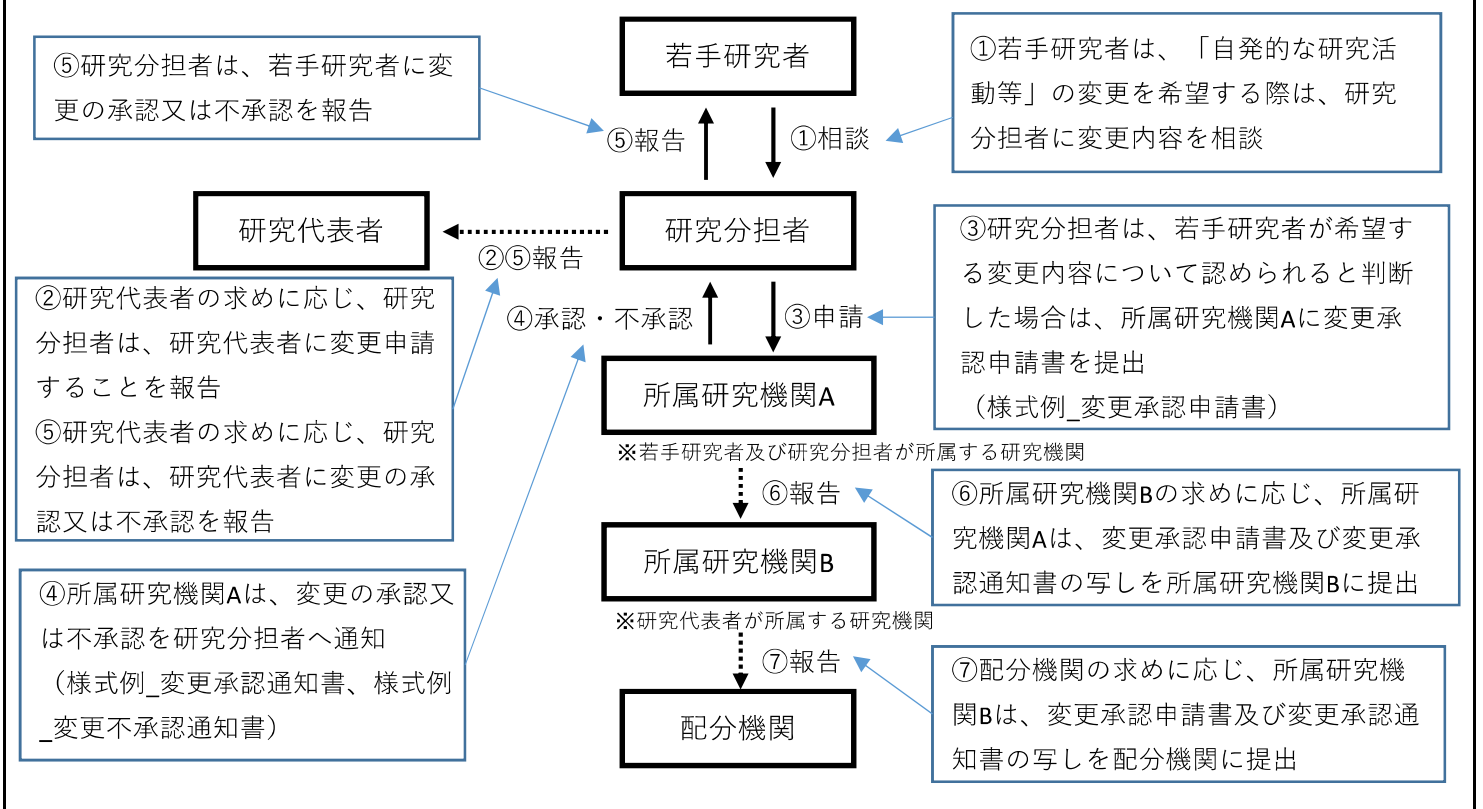 若手研究者
⑤研究分担者は、若手研究者に変
更の承認又は不承認を報告
①若手研究者は、「自発的な研究活
動等」の変更を希望する際は、研究
分担者に変更内容を相談
⑤報告
①相談
研究代表者
研究分担者
②⑤報告
③研究分担者は、若手研究者が希望す
る変更内容について認められると判断
した場合は、所属研究機関Aに変更承
認申請書を提出
（様式例_変更承認申請書）
②研究代表者の求めに応じ、研究
分担者は、研究代表者に変更申請
することを報告
⑤研究代表者の求めに応じ、研究
分担者は、研究代表者に変更の承
認又は不承認を報告
④承認・不承認
③申請
所属研究機関A
※若手研究者及び研究分担者が所属する研究機関
⑥報告
⑥所属研究機関Bの求めに応じ、所属研
究機関Aは、変更承認申請書及び変更承
認通知書の写しを所属研究機関Bに提出
所属研究機関B
※研究代表者が所属する研究機関
④所属研究機関Aは、変更の承認又
は不承認を研究分担者へ通知
（様式例_変更承認通知書、様式例
_変更不承認通知書）
⑦報告
⑦配分機関の求めに応じ、所属研究機
関Bは、変更承認申請書及び変更承認通
知書の写しを配分機関に提出
配分機関